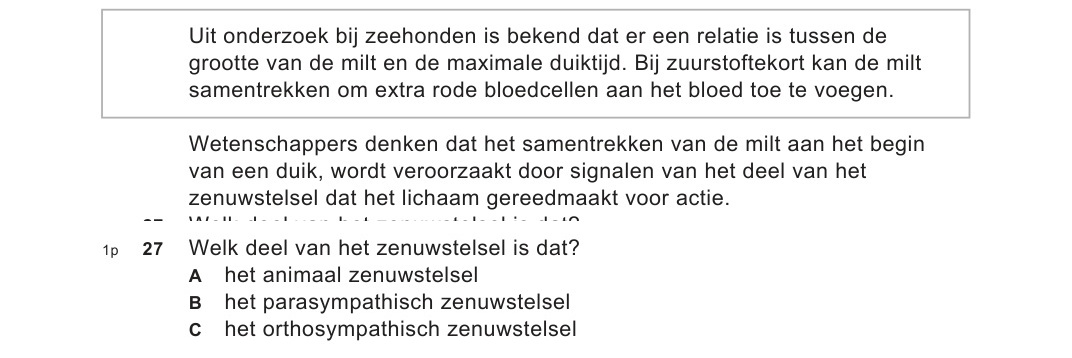 Uit onderzoek bij zeehonden is bekend dat er een relatie is tussen de
grootte van de milt en de maximale duiktijd. Bij zuurstoftekort kan de milt
samentrekken om extra rode bloedcellen aan het bloed toe te voegen.
Wetenschappers denken dat het samentrekken van de milt aan het begin
van een duik, wordt veroorzaakt door signalen van het deel van het
zenuwstelsel dat het lichaam gereedmaakt voor actie.
1p 27 Welk deel van het zenuwstelsel is dat?
A het animaal zenuwstelsel
B het parasympathisch zenuwstelsel
C het orthosympathisch zenuwstelsel